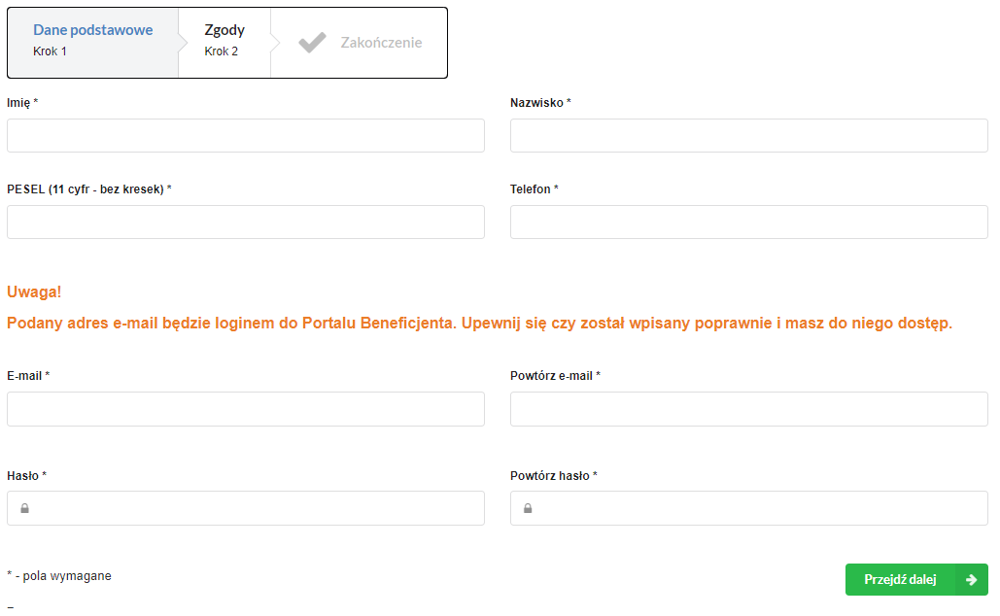 Dane podstawowe
Krok 1
Zgody
Krok 2
Zakończenie
Imię *
Nazwisko *
PESEL (11 cyfr - bez kresek) *
Telefon *
Uwaga!
Podany adres e-mail będzie loginem do Portalu Beneficjenta. Upewnij się czy został wpisany poprawnie i masz do niego dostęp.
E-mail *
Powtórz e-mail *
Hasło *
Powtórz hasło *
* - pola wymagane
Przejdź dalej